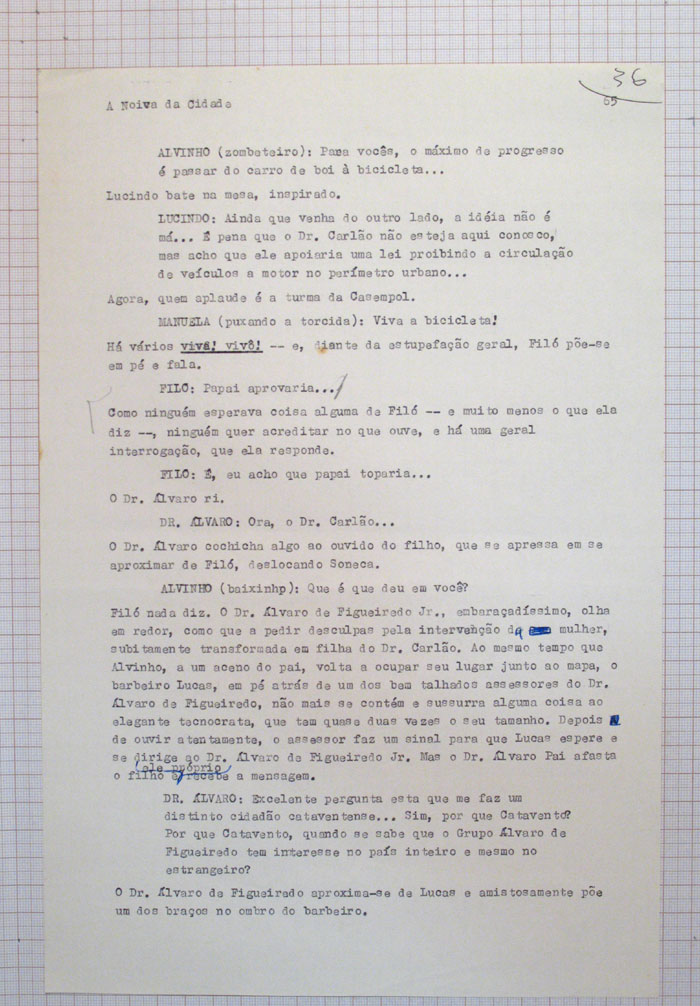 36
A Noiva da Cidade
65
ALVINHO (zombeteiro): Para vocês, o máximo de progresso
é passar do carro de boi à bicicleta...
Lucindo bate na mesa, inspirado.
LUCINDO: Ainda que venha do outro lado, a idéia não é
má... É pena que o Dr. Carlão não esteja aqui conosco,
mas acho que ele apoiaria uma lei proibindo a circulação
de veículos a motor no perímetro urbano...
Agora, quem aplaude é a turma da Casempol.
MANUELA (puxando a torcida): Viva a bicicleta!
Há vários vivâ! vivô! -- e, diante da estupefação geral, Filó põe-se
em pé e fala.
FILO: Papai aprovaria...
Como ninguém esperava coisa alguma de Filó -- e muito menos o que ela
diz --, ninguém quer acreditar no que ouve, e há uma geral
interrogação, que ela responde.
FILO: É, eu acho que papai toparia...
O Dr. Álvaro ri.
DR. ÁLVARO: Ora, o Dr. Carlão...
O Dr. Álvaro cochicha algo ao ouvido do filho, que se apressa em se
aproximar de Filó, deslocando Soneca.
ALVINHO (baixinhp): Que é que deu em você?
Filó nada diz. O Dr. Álvaro de Figueiredo Jr., embaraçadíssimo, olha
em redor, como que a pedir desculpas pela intervenção da mulher,
subitamente transformada em filha do Dr. Carlão. Ao mesmo tempo que
Alvinho, a um aceno do pai, volta a ocupar seu lugar junto ao mapa, o
barbeiro Lucas, em pé atrás de um dos bem talhados assessores do Dr.
Álvaro de Figueiredo, não mais se contém e sussurra alguma coisa ao
elegante tecnocrata, que tem quase duas vezes o seu tamanho. Depois
de ouvir atentamente, o assessor faz um sinal para que Lucas espere e
se dirige ao Dr. Álvaro de Figueiredo Jr. Mas o Dr. Álvaro Pai afasta
ele próprio
o filho e recebe a mensagem.
DR. ÁLVARO: Excelente pergunta esta que me faz um
distinto cidadão cataventense... Sim, por que Catavento?
Por que Catavento, quando se sabe que o Grupo Álvaro de
Figueiredo tem interesse no país inteiro e mesmo no
estrangeiro?
O Dr. Álvaro de Figueiredo aproxima-se de Lucas e amistosamente põe
um dos braços no ombro do barbeiro.